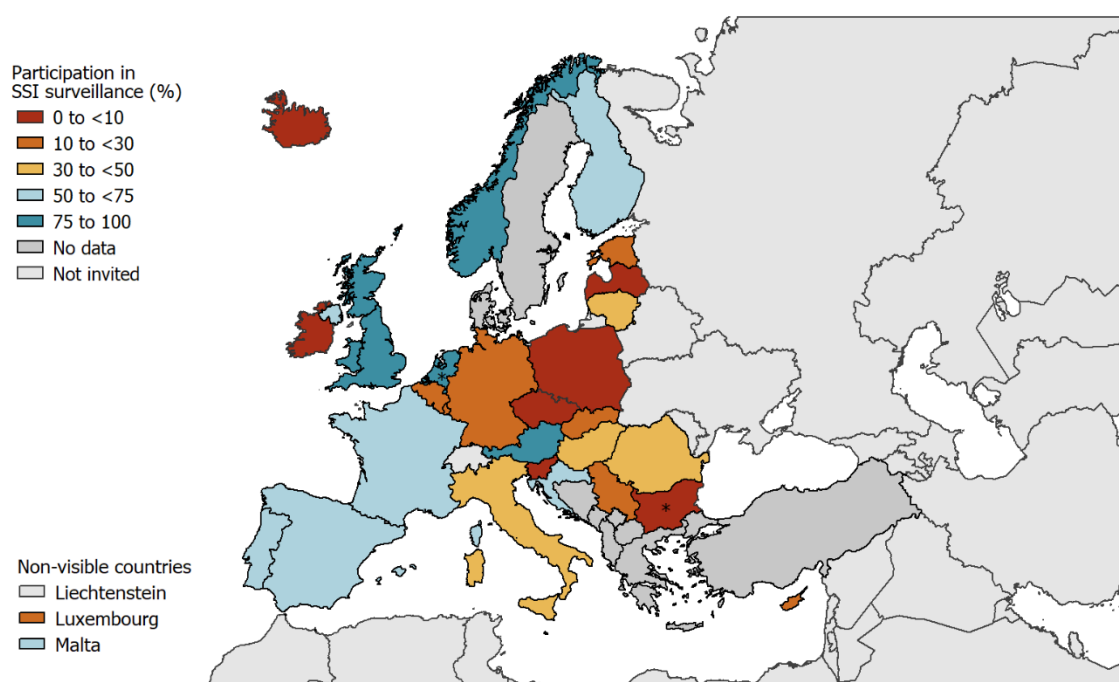 Participation in
SSI surveillance (%)
0 to <10
10 to <30
30 to <50
50 to <75
75 to 100
No data
Not invited
*
*
Non-visible countries
Liechtenstein
Luxembourg
Malta